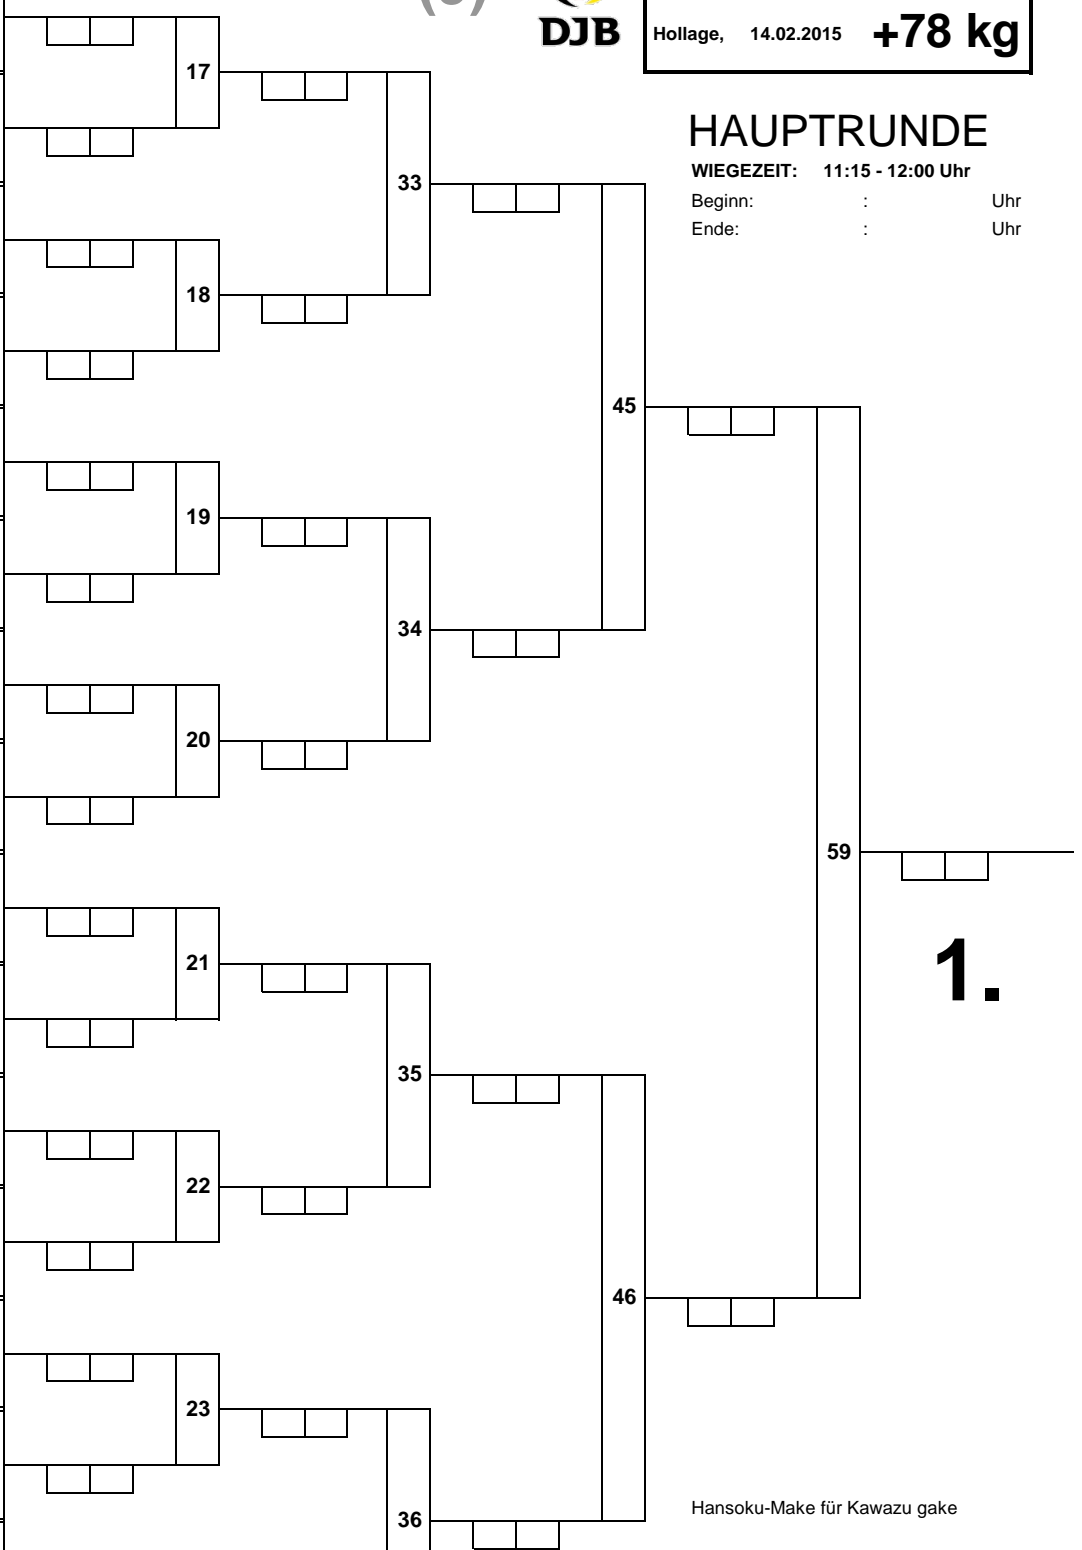 DJB
Hollage, 14.02.2015 +78 kg
17
HAUPTRUNDE
WIEGEZEIT: 11:15 - 12:00 Uhr
33
Beginn: : Uhr
Ende: : Uhr
18
45
19
34
20
59
21
1.
35
22
46
23
Hansoku-Make für Kawazu gake
36